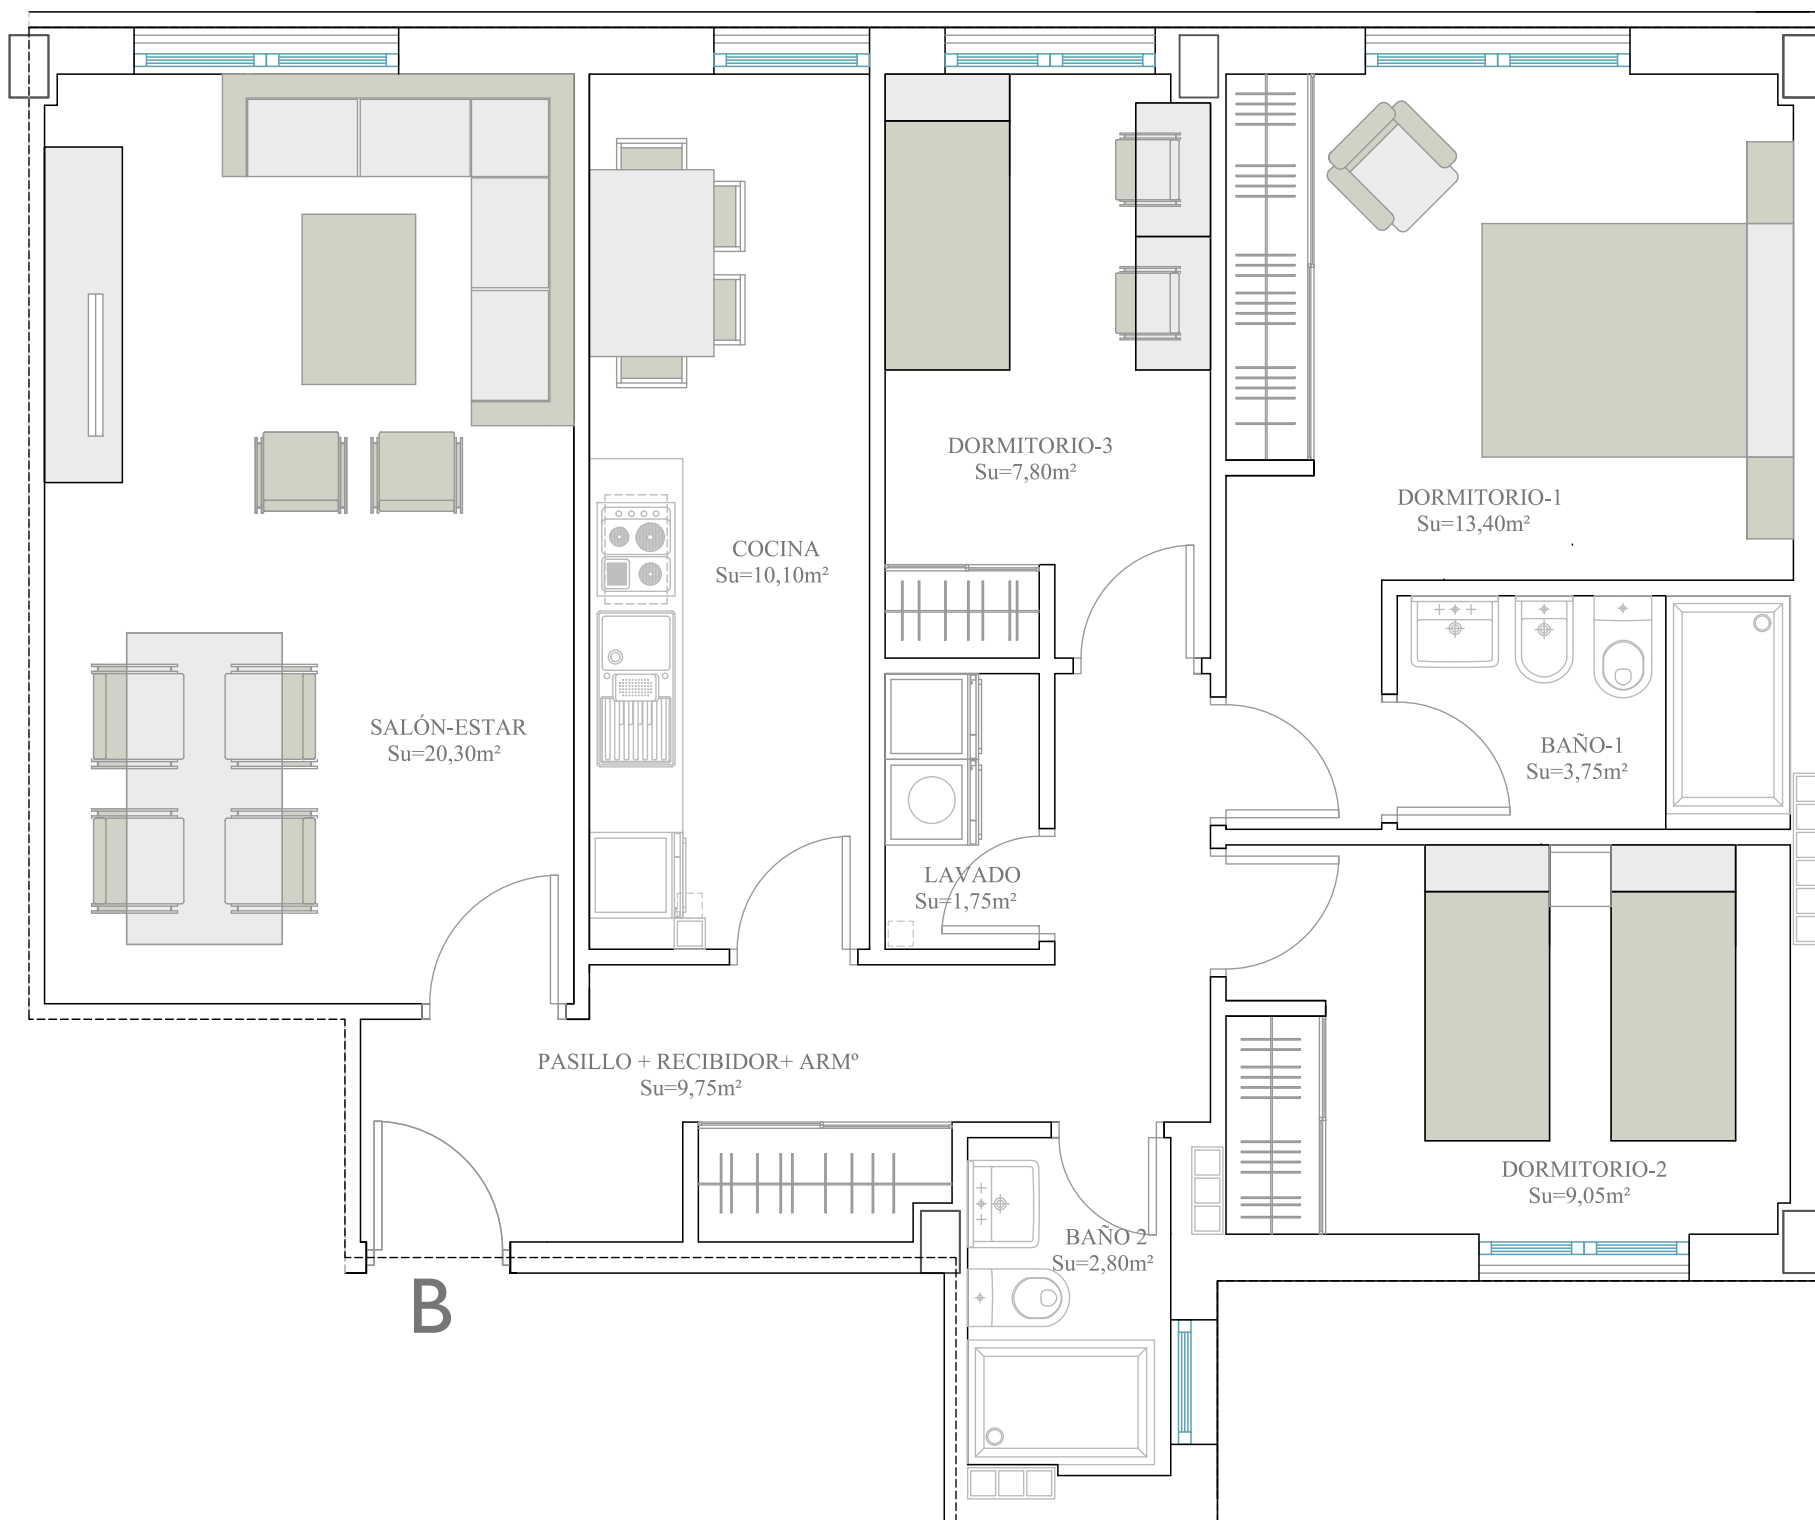 DORMITORIO-3
Su=7,80m²
DORMITORIO-1
Su=13,40m²
COCINA
Su=10,10m²
SALÓN-ESTAR
Su=20,30m²
BAÑO-1
Su=3,75m²
LAVADO
Su=1,75m²
PASILLO + RECIBIDOR+ ARMº
Su=9,75m²
DORMITORIO-2
Su=9,05m²
BAÑO 2
Su=2,80m²
B